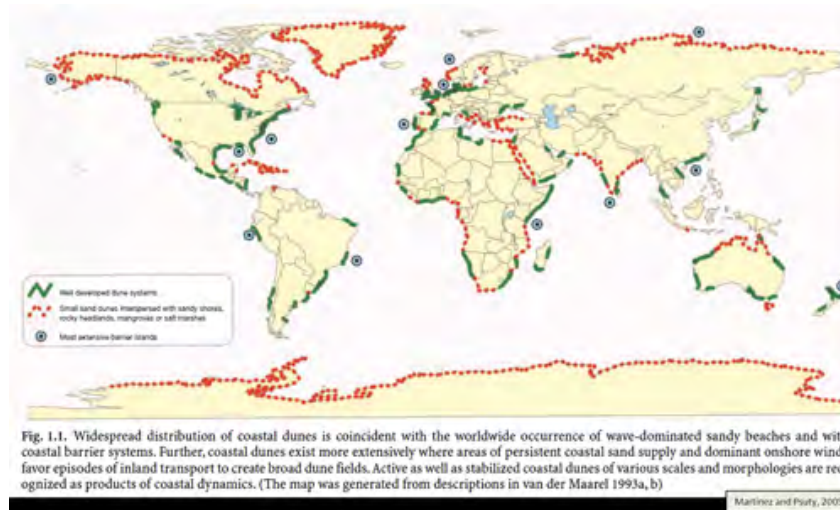 Well developed dune systems
Small sand dunes interspersed with sandy shores,
rocky headlands, mangroves or salt marshes
Most extensive barrier islands
Fig. 1.1. Widespread distribution of coastal dunes is coincident with the worldwide occurrence of wave-dominated sandy beaches and wit
coastal barrier systems. Further, coastal dunes exist more extensively where areas of persistent coastal sand supply and dominant onshore wind
favor episodes of inland transport to create broad dune fields. Active as well as stabilized coastal dunes of various scales and morphologies are rec
ognized as products of coastal dynamics. (The map was generated from descriptions in van der Maarel 1993a, b)
Martinez and Psuty, 200